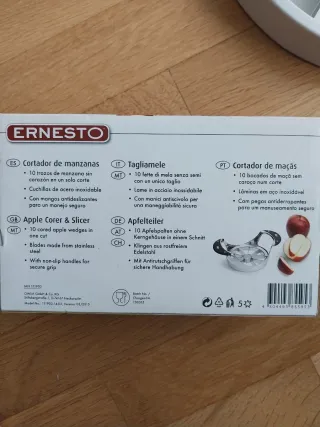 ERNESTO
ES Cortador de manzanas
• 10 trozos de manzana sin
corazón en un solo corte
• Cuchillas de acero inoxidable
• Con mangos antideslizantes
para un manejo seguro
IT MT Tagliamele
• 10 fette di mela senza semi
con un unico taglio
• Lame in acciaio inossidabile
• Con manici antiscivolo per
una maneggiabilità sicura
PT Cortador de maçãs
• 10 bocados de maçã sem
caroço num corte
• Lâminas em aço inoxidável
• Com pegas antiderrapantes
para um manuseamento seguro
GB MT Apple Corer & Slicer
• 10 cored apple wedges in
one cut
• Blades made from stainless
steel
• With non-slip handles for
secure grip
DE AT CH Apfelteiler
• 10 Apfelspalten ohne
Kerngehäuse in einem Schnitt
• Klingen aus rostfreiem
Edelstahl
• Mit Antirutschgriffen für
sichere Handhabung